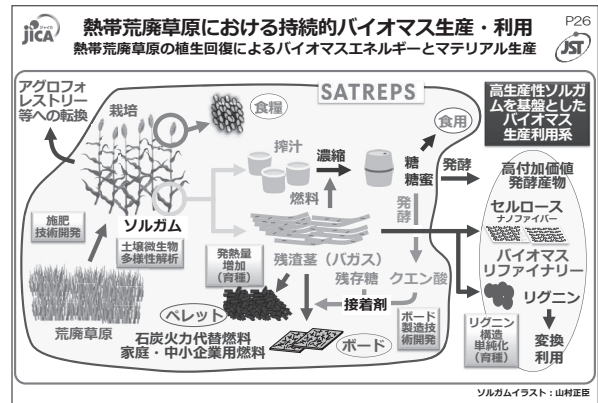 JICA
ジャイカ
熱帯荒廃草原における持続的バイオマス生産・利用
熱帯荒廃草原の植生回復によるバイオマスエネルギーとマテリアル生産
P26
JST
アグロフォ
レストリー
等への転換
栽培
食糧
SATREPS
食用
高生産性ソルガ
ムを基盤とした
バイオマス
生産利用系
搾汁
濃縮
糖
糖蜜
発酵
高付加価値
発酵産物
燃料
発酵
セルロース
ナノファイバー
施肥
技術開発
ソルガム
土壌微生物
多様性解析
発熱量
増加
(育種)
残渣茎(バガス)
残存糖
クエン酸
バイオマス
リファイナリー
リグニン
荒廃草原
ペレット
接着剤
ボード
製造技
術開発
リグニン
構造
単純化
(育種)
変換
利用
石炭火力代替燃料
家庭・中小企業用燃料
ボード
ソルガムイラスト:山村正臣